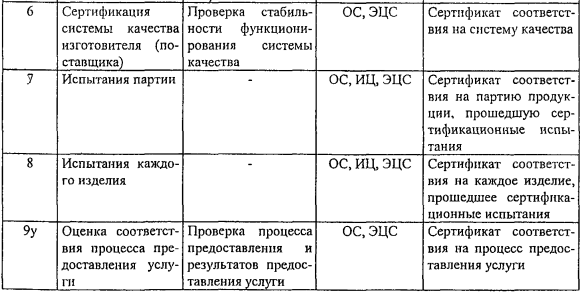 6 Сертификация Проверка стабиль- ОС, ЭЦС Сертификат соответст-
системы качества ности функциони- вия на систему качества
изготовителя (по- рования системы
ставщика) качества
7 Испытания партии - ОС, ИЦ, ЭЦС Сертификат соответст-
вия на партию продук-
ции, прошедшую сер-
тификационные испы-
тания
8 Испытания каждо- - ОС, ИЦ, ЭЦС Сертификат соответст-
го изделия вия на каждое изделие,
прошедшее сертифика-
ционные испытания
9у Оценка соответст- Проверка процесса ОС, ЭЦС Сертификат соответст-
вия процесса пре- предоставления и вия на процесс предос-
доставления услу- результатов предос- тавления услуги
ги тавления услуги